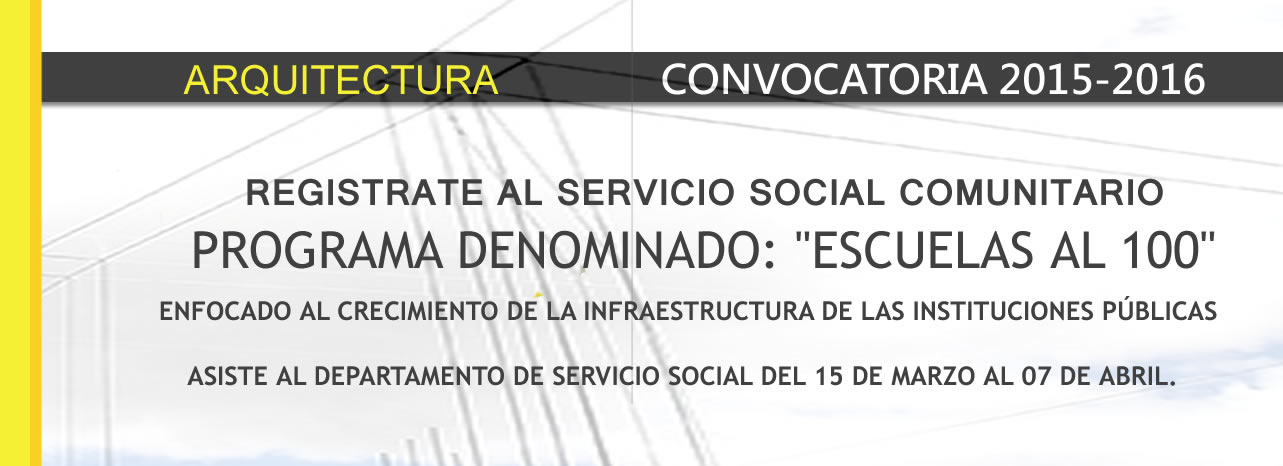 ARQUITECTURA CONVOCATORIA 2015-2016
REGISTRATE AL SERVICIO SOCIAL COMUNITARIO
PROGRAMA DENOMINADO: "ESCUELAS AL 100"
ENFOCADO AL CRECIMIENTO DE LA INFRAESTRUCTURA DE LAS INSTITUCIONES PÚBLICAS
ASISTE AL DEPARTAMENTO DE SERVICIO SOCIAL DEL 15 DE MARZO AL 07 DE ABRIL.